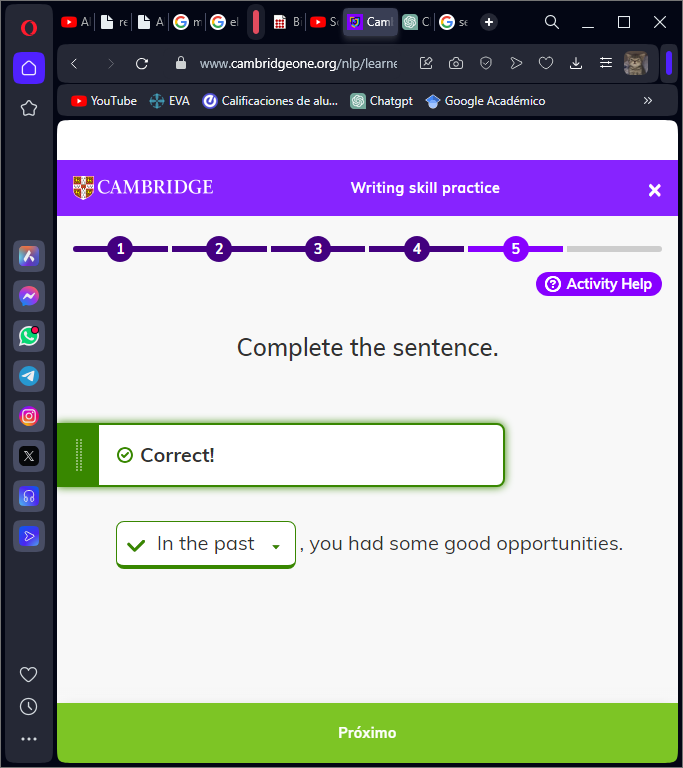 www.cambridgeone.org/nlp/learne
YouTube EVA Calificaciones de alu... Chatgpt Google Académico »
CAMBRIDGE Writing skill practice
1 2 3 4 5
Activity Help
Complete the sentence.
Correct!
In the past , you had some good opportunities.
Próximo